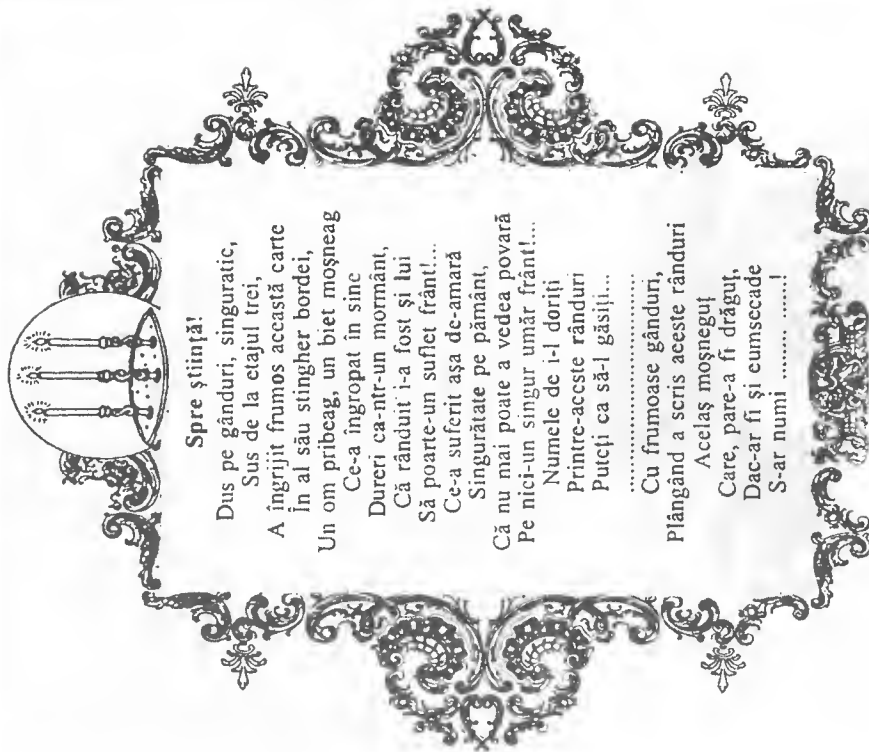 Spre știință!
Dus pe gânduri, singuratic,
Sus de la etajul trei,
A îngrijit frumos această carte
În al său stingher bordei,
Un om pribeag, un biet moșneag
Ce-a îngropat în sine
Dureri ca-ntr-un mormânt,
Că rânduit i-a fost și lui
Să poarte-un suflet frânt!...
Ce-a suferit așa de-amară
Singurătate pe pământ,
Că nu mai poate a vedea povară
Pe nici-un singur umăr frânt!...
Numele de i-l doriți
Printre-aceste rânduri
Puteți ca să-l găsiți...
........................................
Cu frumoase gânduri,
Plângând a scris aceste rânduri
Acelaș moșneguț
Care, pare-a fi drăguț,
Dac-ar fi și cumsecade
S-ar numi ......... ......!